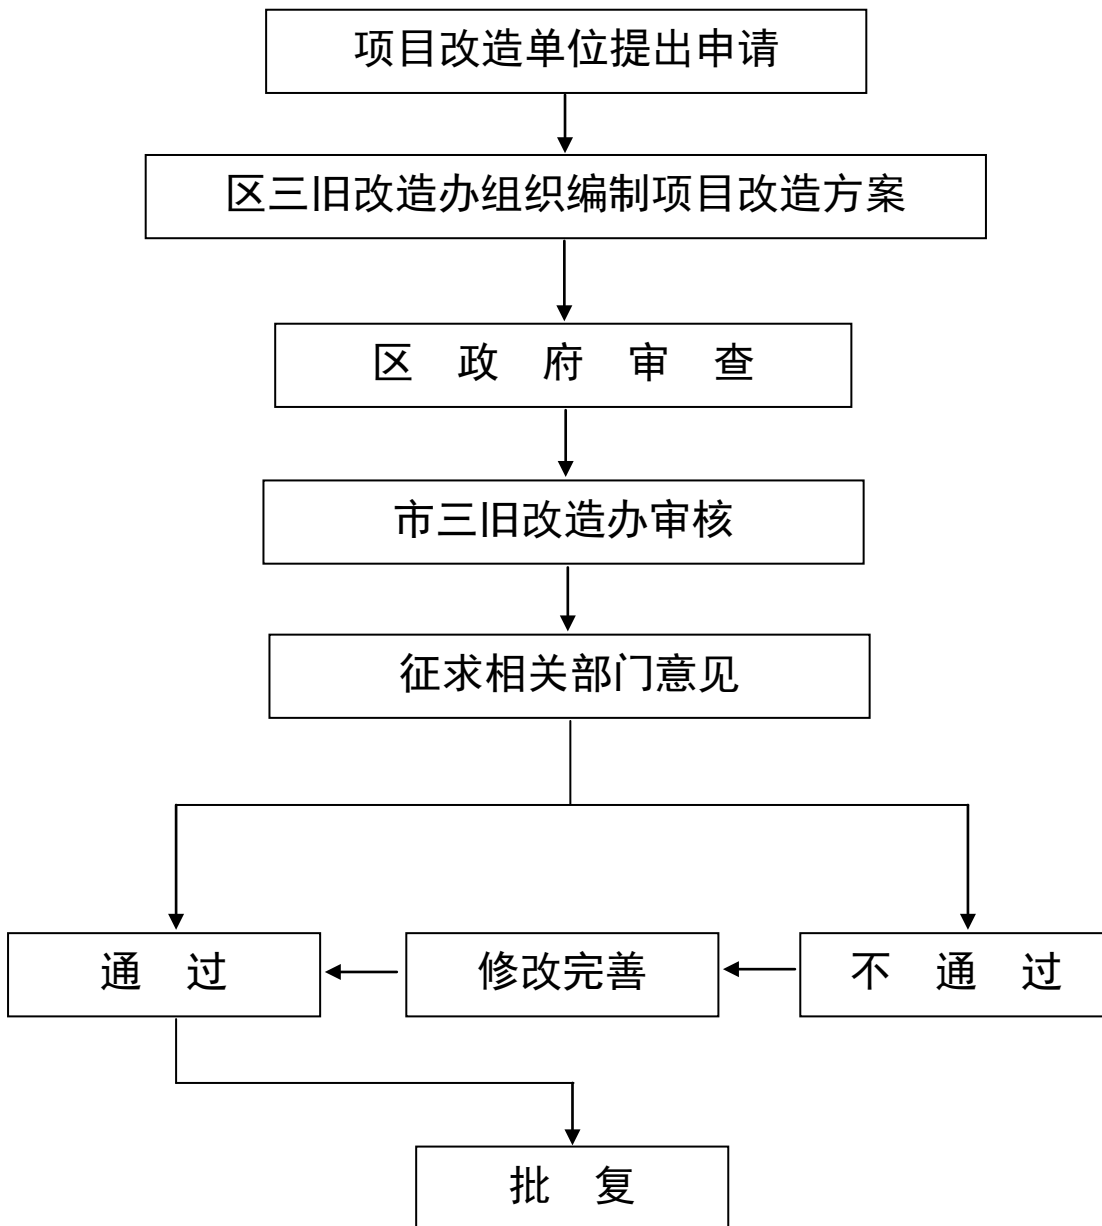 项目改造单位提出申请
区三旧改造办组织编制项目改造方案
区 政 府 审 查
市三旧改造办审核
征求相关部门意见
通 过
修改完善
不 通 过
批 复